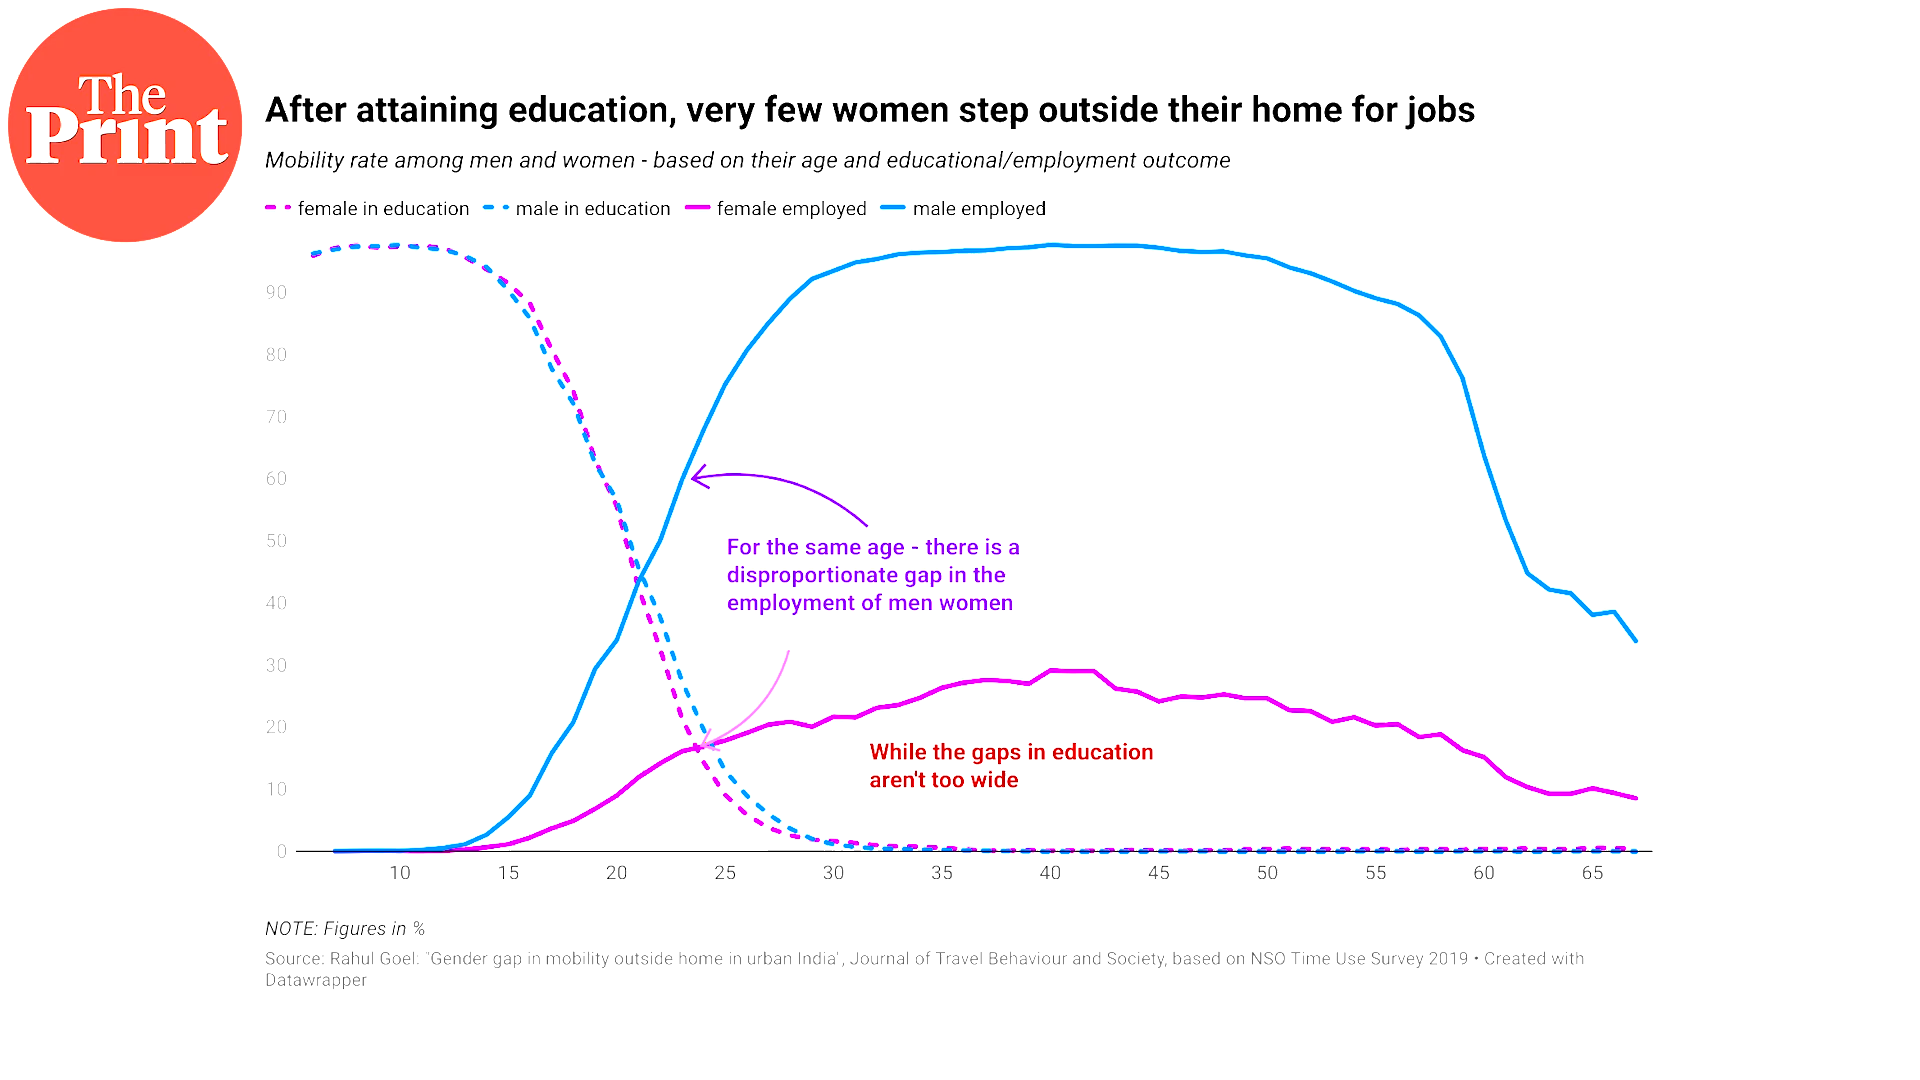 The
Print
After attaining education, very few women step outside their home for jobs
Mobility rate among men and women - based on their age and educational/employment outcome
female in education male in education female employed male employed
90
80
70
60
50
40
30
20
10
0
For the same age - there is a
disproportionate gap in the
employment of men women
While the gaps in education
aren't too wide
10 15 20 25 30 35 40 45 50 55 60 65
NOTE: Figures in %
Source: Rahul Goel: "Gender gap in mobility outside home in urban India', Journal of Travel Behaviour and Society, based on NSO Time Use Survey 2019 • Created with
Datawrapper